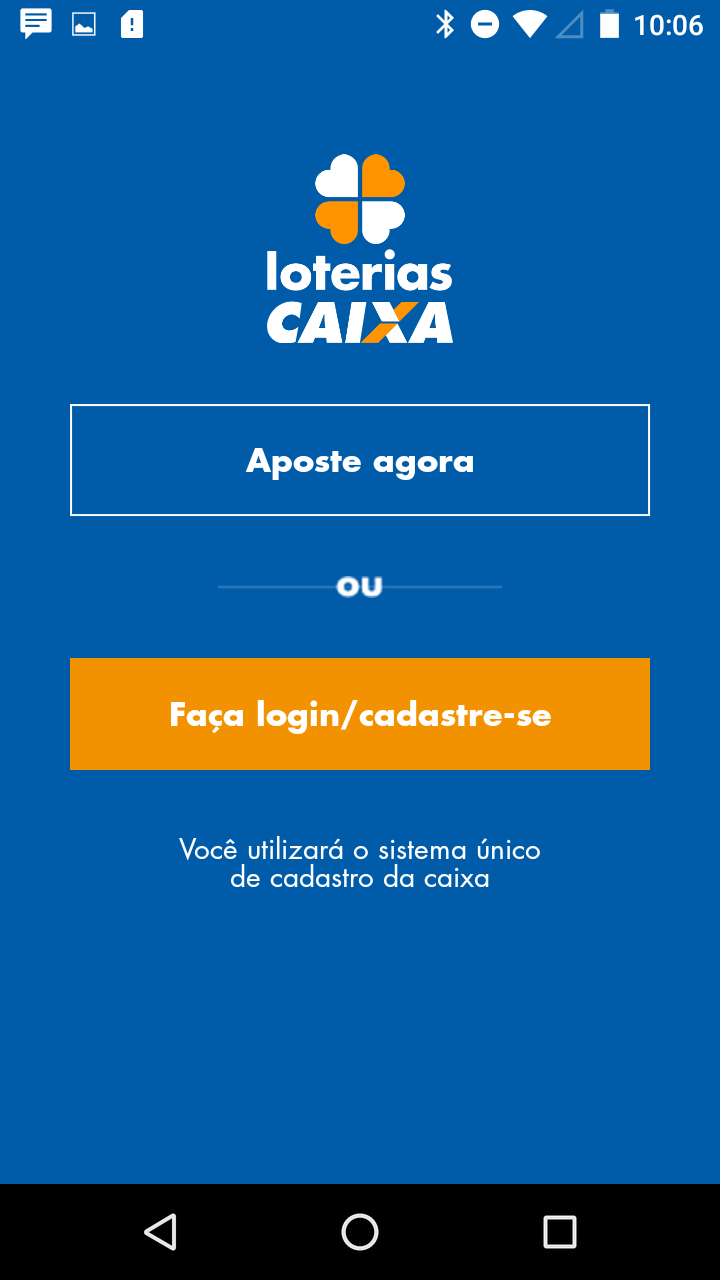 10:06
loterias
CAIXA
Aposte agora
ou
Faça login/cadastre-se
Você utilizará o sistema único
de cadastro da caixa